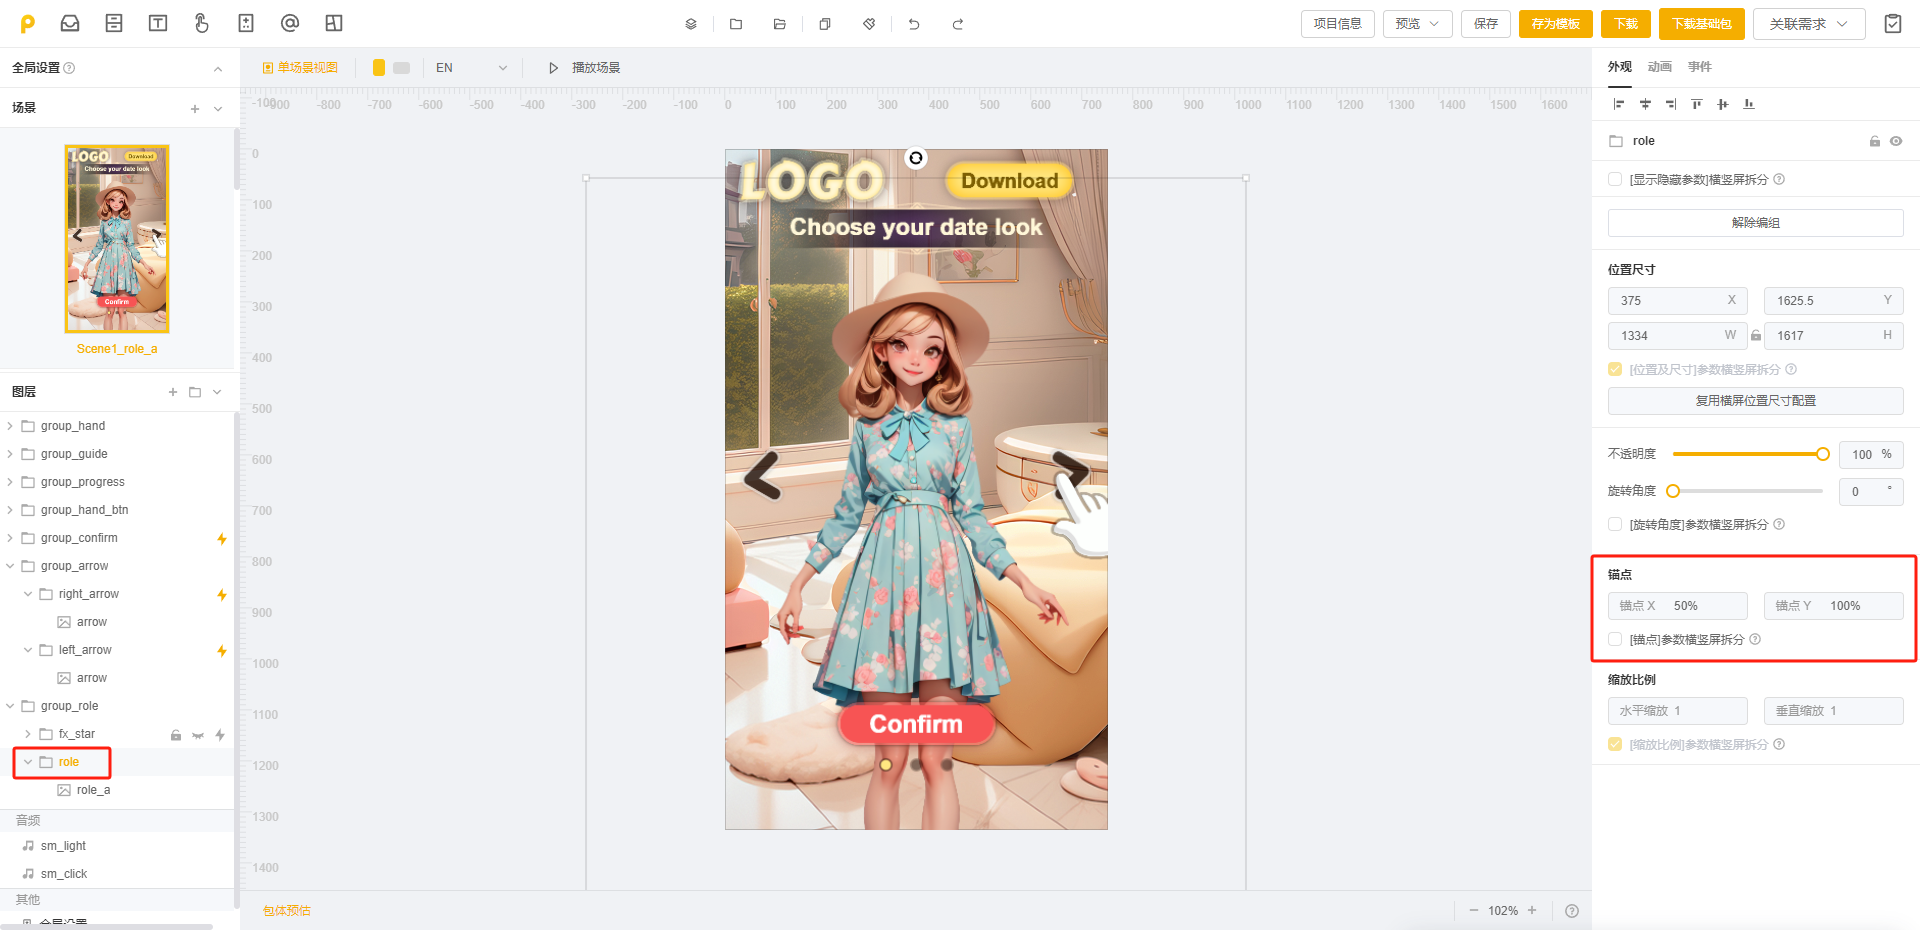 项目信息
预览
保存
存为模板
下载
下载基础包
关联需求
全局设置
单场景视图
EN
播放场景
外观
动画
事件
场景
-100
-900
-800
-700
-600
-500
-400
-300
-200
-100
0
100
200
300
400
500
600
700
800
900
1000
1100
1200
1300
1400
1500
1600
0
100
200
300
400
500
600
700
800
900
1000
1100
1200
1300
1400
LOGO
Download
Choose your date look
Confirm
Scene1_role_a
LOGO
Download
Choose your date look
Confirm
图层
group_hand
group_guide
group_progress
group_hand_btn
group_confirm
group_arrow
right_arrow
arrow
left_arrow
arrow
group_role
fx_star
role
role_a
音频
sm_light
sm_click
其他
全局设置
包体预估
102%
role
[显示隐藏参数]横竖屏拆分
解除编组
位置尺寸
375 X
1625.5 Y
1334 W
1617 H
[位置及尺寸]参数横竖屏拆分
复用横屏位置尺寸配置
不透明度
100 %
旋转角度
0 °
[旋转角度]参数横竖屏拆分
锚点
锚点 X 50%
锚点 Y 100%
[锚点]参数横竖屏拆分
缩放比例
水平缩放 1
垂直缩放 1
[缩放比例]参数横竖屏拆分